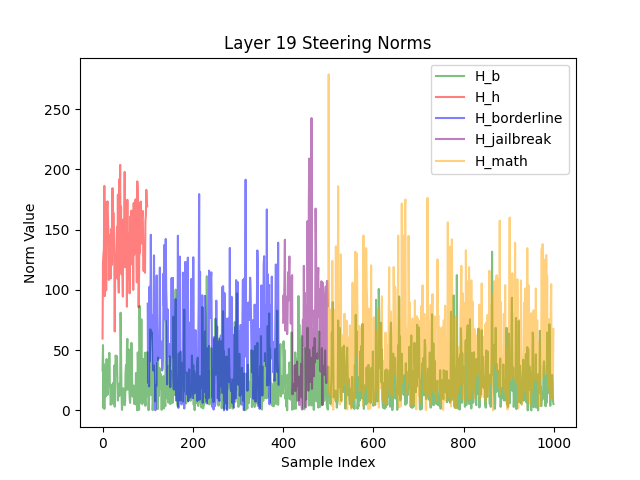 Layer 19 Steering Norms
Norm Value
250
200
150
100
50
0
0
200
400
600
800
1000
Sample Index
H_b
H_h
H_borderline
H_jailbreak
H_math